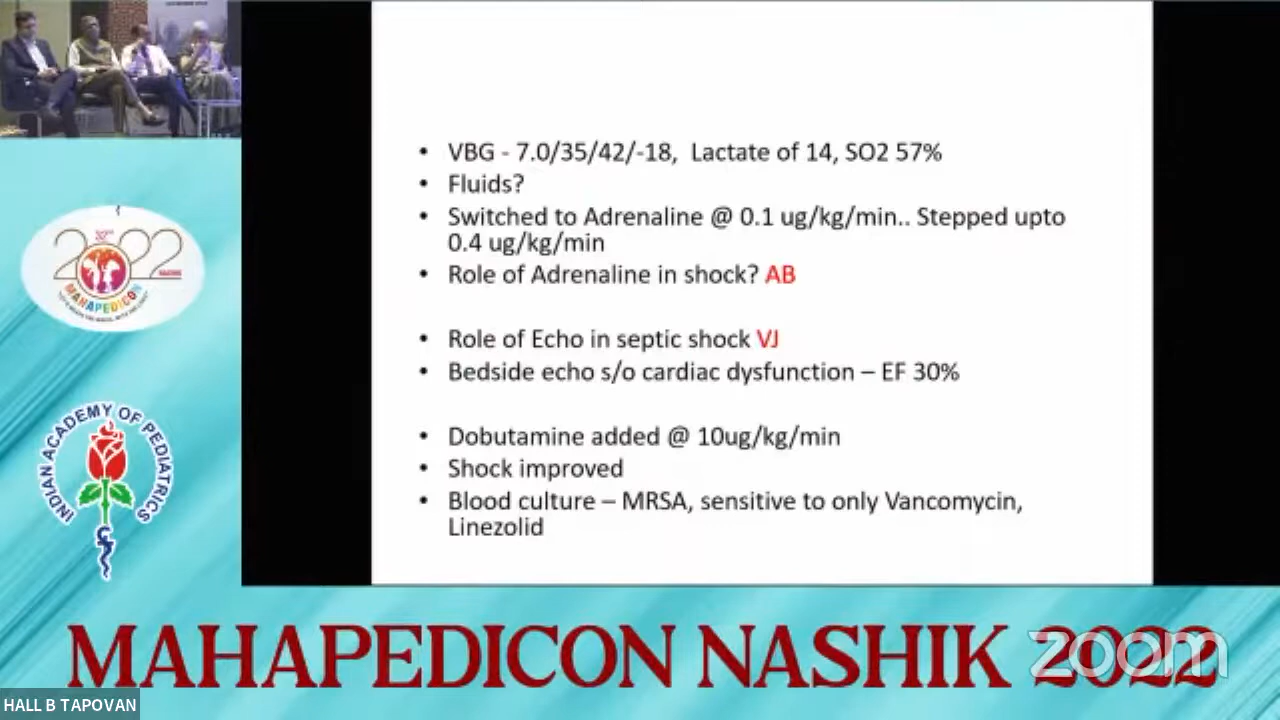 VBG - 7.0/35/42/-18, Lactate of 14, SO2 57%
Fluids?
Switched to Adrenaline @ 0.1 ug/kg/min.. Stepped upto
0.4 ug/kg/min
Role of Adrenaline in shock? AB
Role of Echo in septic shock VJ
Bedside echo s/o cardiac dysfunction – EF 30%
Dobutamine added @ 10ug/kg/min
Shock improved
Blood culture – MRSA, sensitive to only Vancomycin,
Linezolid
2022
MAHAPEDICON
INDIAN ACADEMY OF PEDIATRICS
MAHAPEDICON NASHIK 2022
zoom
HALL B TAPOVAN